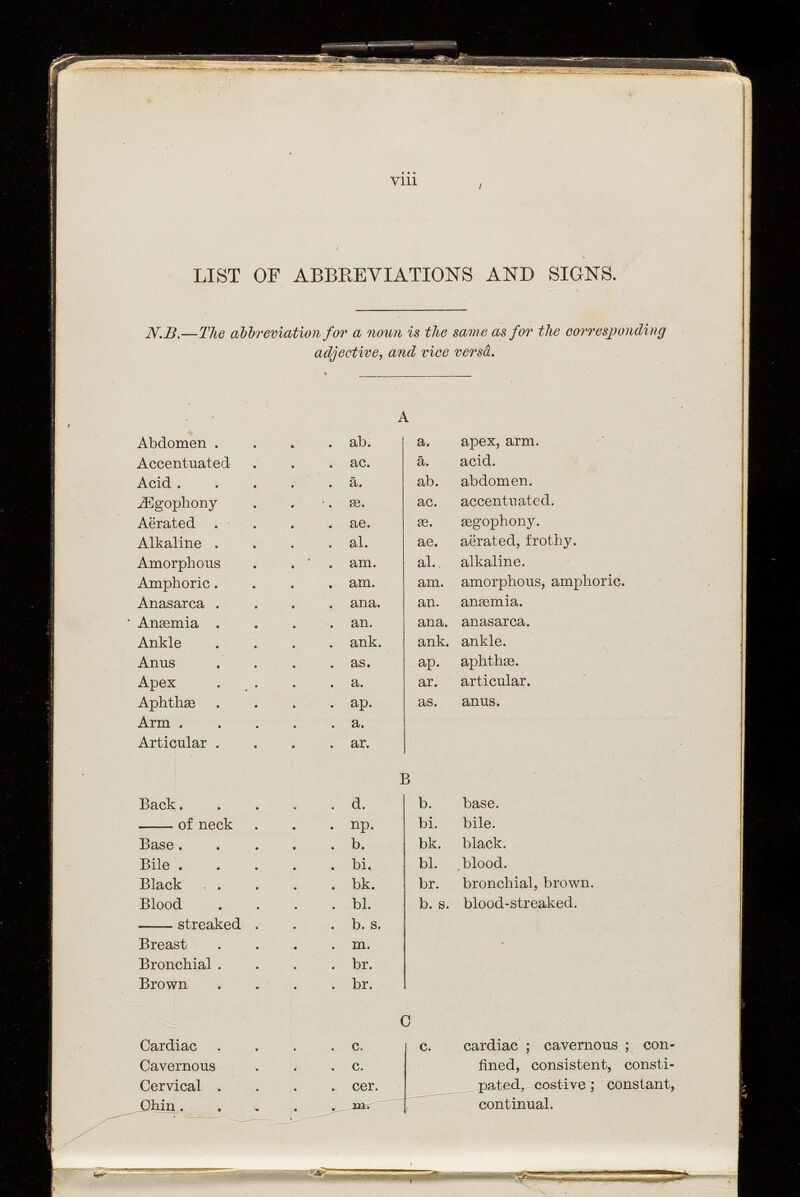 viii
LIST OF ABBREVIATIONS AND SIGNS.
N.B.—The abbreviation for a noun is the same as for the corresponding
adjective, and vice versâ.
A
Abdomen . . . . ab.
Accentuated . . . ac.
Acid . . . . . ā.
Ægophony . . . æ.
Aërated . . . . ae.
Alkaline . . . . al.
Amorphous . . . am.
Amphoric . . . . am.
Anasarca . . . . ana.
Anæmia . . . . an.
Ankle . . . . ank.
Anus . . . . as.
Apex . . . . a.
Aphthæ . . . . ap.
Arm . . . . . a.
Articular . . . . ar.
a. apex, arm.
ā. acid.
ab. abdomen.
ac. accentuated.
æ. ægophony.
ae. aërated, frothy.
al. alkaline.
am. amorphous, amphoric.
an. anæmia.
ana. anasarca.
ank. ankle.
ap. aphthæ.
ar. articular.
as. anus.
B
Back . . . . . d.
—— of neck . . . np.
Base . . . . . b.
Bile . . . . . bi.
Black . . . . . bk.
Blood . . . . bl.
—— streaked . . . b. s.
Breast . . . . m.
Bronchial . . . . br.
Brown . . . . br.
b. base.
bi. bile.
bk. black.
bl. blood.
br. bronchial, brown.
b. s. blood-streaked.
C
Cardiac . . . . c.
Cavernous . . . c.
Cervical . . . . cer.
Chin . . . . . m.
c. cardiac ; cavernous ; con-
fined, consistent, consti-
pated, costive ; constant,
continual.